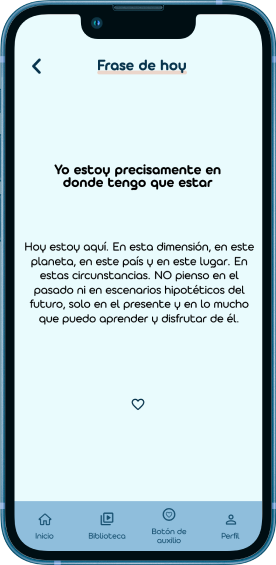 Frase de hoy
Yo estoy precisamente en
donde tengo que estar
Hoy estoy aquí. En esta dimensión, en este
planeta, en este país y en este lugar. En
estas circunstancias. NO pienso en el
pasado ni en escenarios hipotéticos del
futuro, solo en el presente y en lo mucho
que puedo aprender y disfrutar de él.
Inicio
Biblioteca
Botón de
auxilio
Perfil